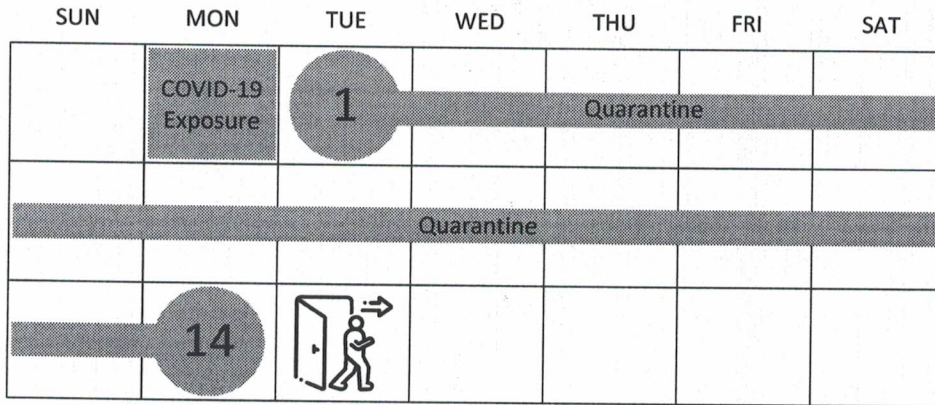 SUN MON TUE WED THU FRI SAT
COVID-19
Exposure
1
Quarantine
Quarantine
14